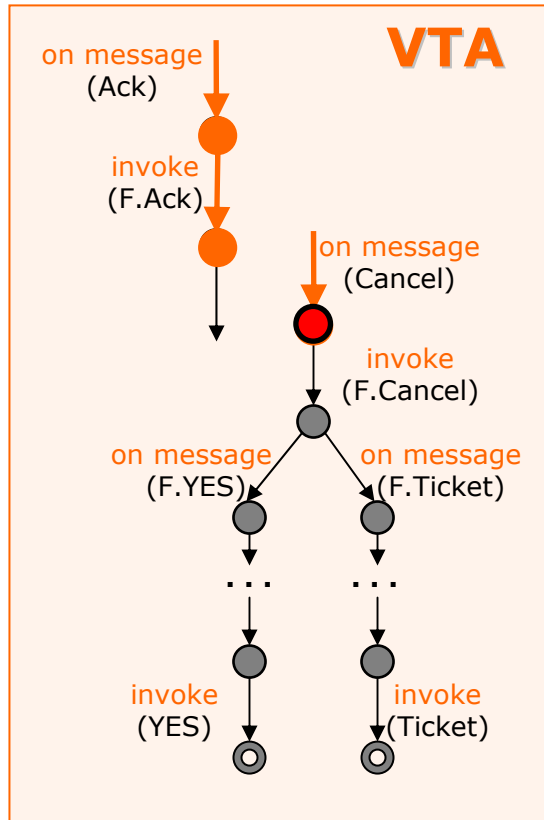 VTA
on message
(Ack)
invoke
(F.Ack)
on message
(Cancel)
invoke
(F.Cancel)
on message
(F.YES)
on message
(F.Ticket)
. . .
. . .
invoke
(YES)
invoke
(Ticket)